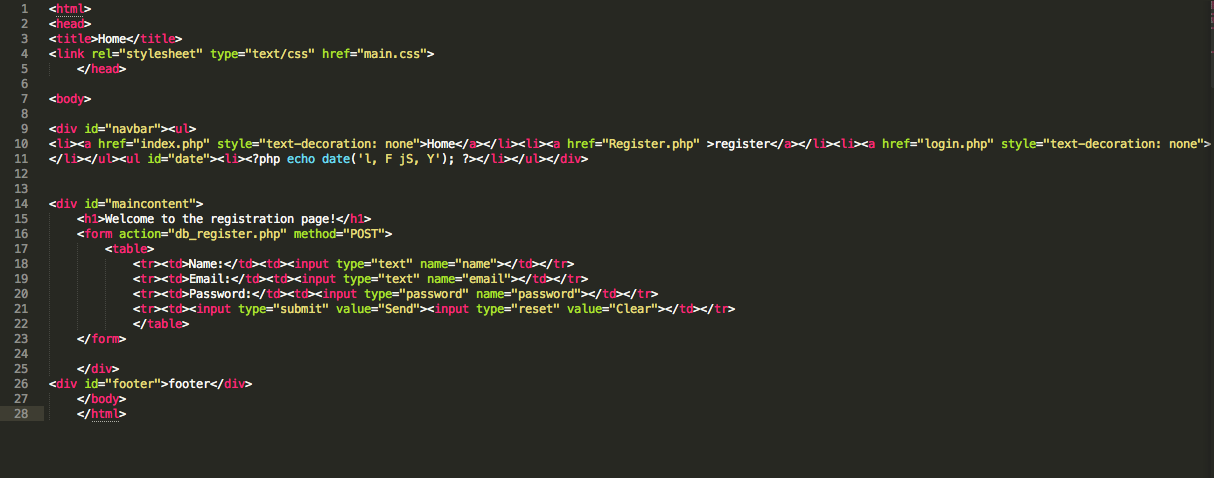 1 <html>
2 <head>
3 <title>Home</title>
4 <link rel="stylesheet" type="text/css" href="main.css">
5 </head>
6
7 <body>
8
9 <div id="navbar"><ul>
10 <li><a href="index.php" style="text-decoration: none">Home</a></li><li><a href="Register.php" >register</a></li><li><a href="login.php" style="text-decoration: none">
11 </li></ul><ul id="date"><li><?php echo date('l, F jS, Y'); ?></li></ul></div>
12
13
14 <div id="maincontent">
15 <h1>Welcome to the registration page!</h1>
16 <form action="db_register.php" method="POST">
17 <table>
18 <tr><td>Name:</td><td><input type="text" name="name"></td></tr>
19 <tr><td>Email:</td><td><input type="text" name="email"></td></tr>
20 <tr><td>Password:</td><td><input type="password" name="password"></td></tr>
21 <tr><td><input type="submit" value="Send"><input type="reset" value="Clear"></td></tr>
22 </table>
23 </form>
24
25 </div>
26 <div id="footer">footer</div>
27 </body>
28 </html>